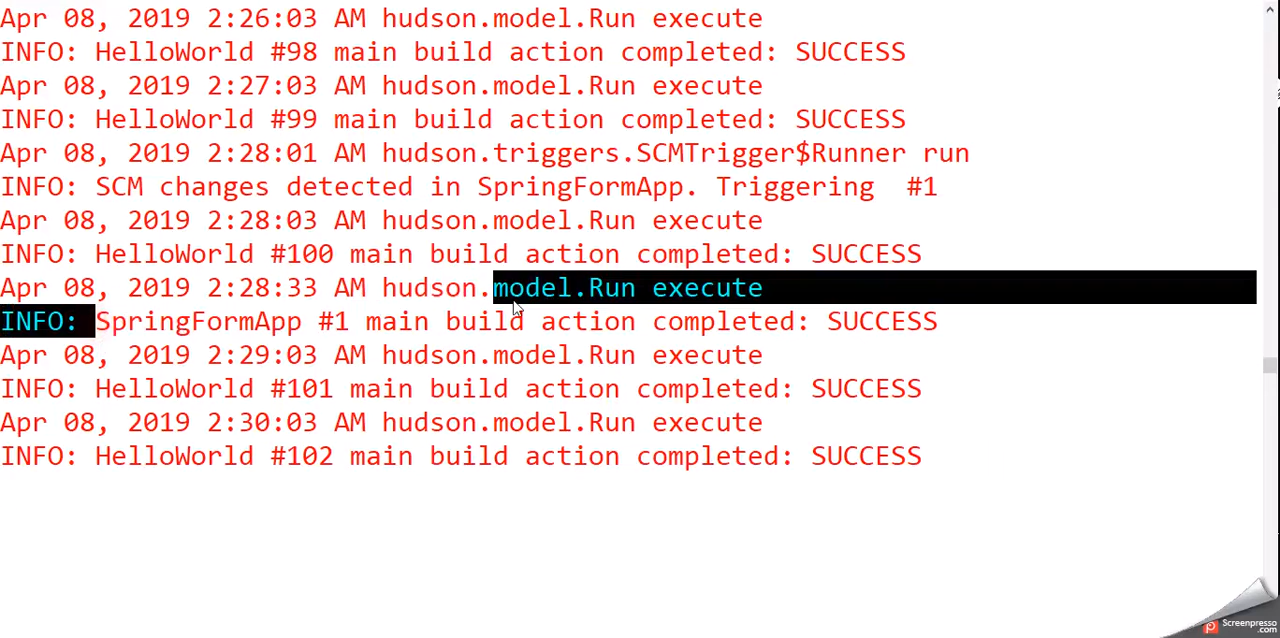 Apr 08, 2019 2:26:03 AM hudson.model.Run execute
INFO: HelloWorld #98 main build action completed: SUCCESS
Apr 08, 2019 2:27:03 AM hudson.model.Run execute
INFO: HelloWorld #99 main build action completed: SUCCESS
Apr 08, 2019 2:28:01 AM hudson.triggers.SCMTrigger$Runner run
INFO: SCM changes detected in SpringFormApp. Triggering  #1
Apr 08, 2019 2:28:03 AM hudson.model.Run execute
INFO: HelloWorld #100 main build action completed: SUCCESS
Apr 08, 2019 2:28:33 AM hudson.model.Run execute
INFO: SpringFormApp #1 main build action completed: SUCCESS
Apr 08, 2019 2:29:03 AM hudson.model.Run execute
INFO: HelloWorld #101 main build action completed: SUCCESS
Apr 08, 2019 2:30:03 AM hudson.model.Run execute
INFO: HelloWorld #102 main build action completed: SUCCESS
Screenpresso
.com